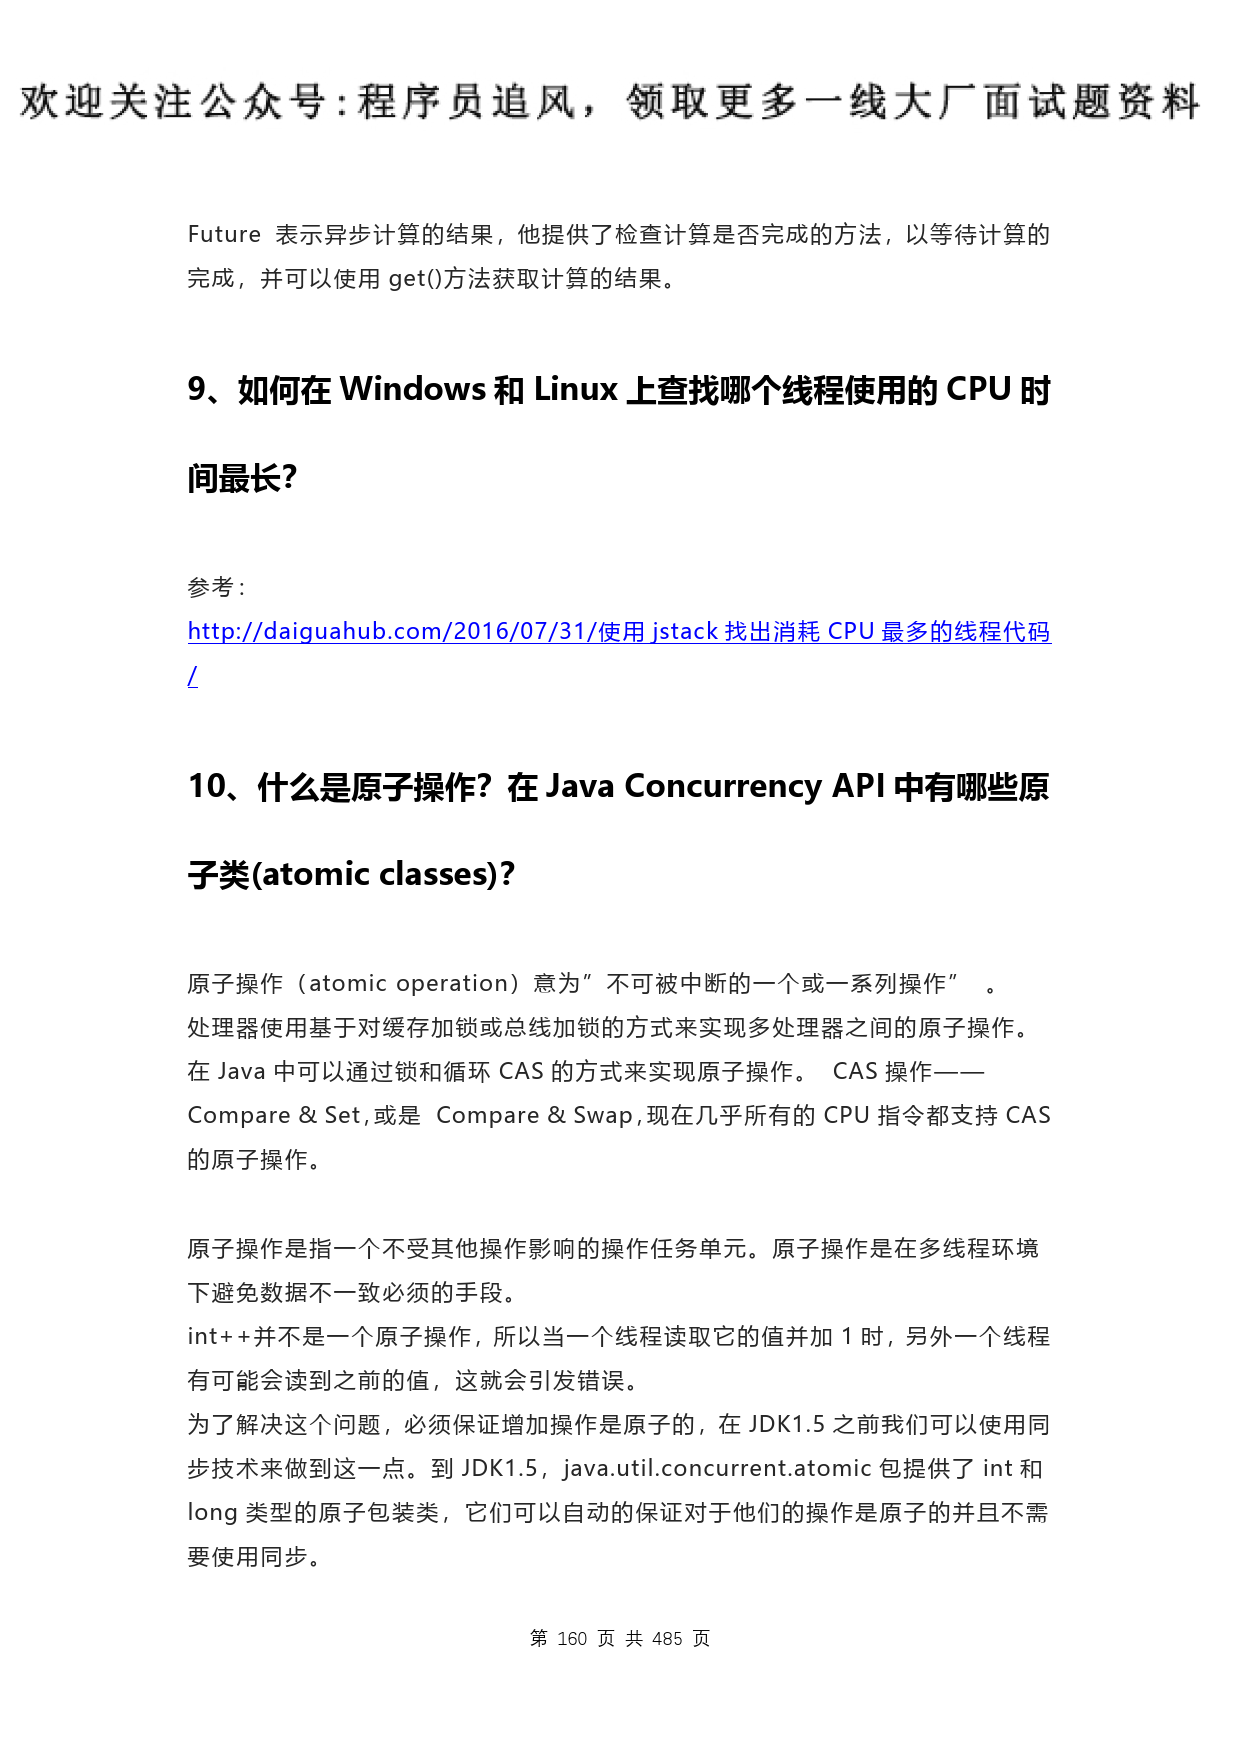 欢迎关注公众号:程序员追风，领取更多一线大厂面试题资料
Future 表示异步计算的结果，他提供了检查计算是否完成的方法，以等待计算的
完成，并可以使用 get()方法获取计算的结果。
9、如何在 Windows 和 Linux 上查找哪个线程使用的 CPU 时
间最长？
参考：
http://daiguahub.com/2016/07/31/使用 jstack 找出消耗 CPU 最多的线程代码
/
10、什么是原子操作？在 Java Concurrency API 中有哪些原
子类(atomic classes)？
原子操作（atomic operation）意为”不可被中断的一个或一系列操作” 。
处理器使用基于对缓存加锁或总线加锁的方式来实现多处理器之间的原子操作。
在 Java 中可以通过锁和循环 CAS 的方式来实现原子操作。 CAS 操作——
Compare & Set,或是 Compare & Swap,现在几乎所有的 CPU 指令都支持 CAS
的原子操作。
原子操作是指一个不受其他操作影响的操作任务单元。原子操作是在多线程环境
下避免数据不一致必须的手段。
int++并不是一个原子操作，所以当一个线程读取它的值并加 1 时，另外一个线程
有可能会读到之前的值，这就会引发错误。
为了解决这个问题，必须保证增加操作是原子的，在 JDK1.5 之前我们可以使用同
步技术来做到这一点。到 JDK1.5，java.util.concurrent.atomic 包提供了 int 和
long 类型的原子包装类，它们可以自动的保证对于他们的操作是原子的并且不需
要使用同步。
第 160 页 共 485 页